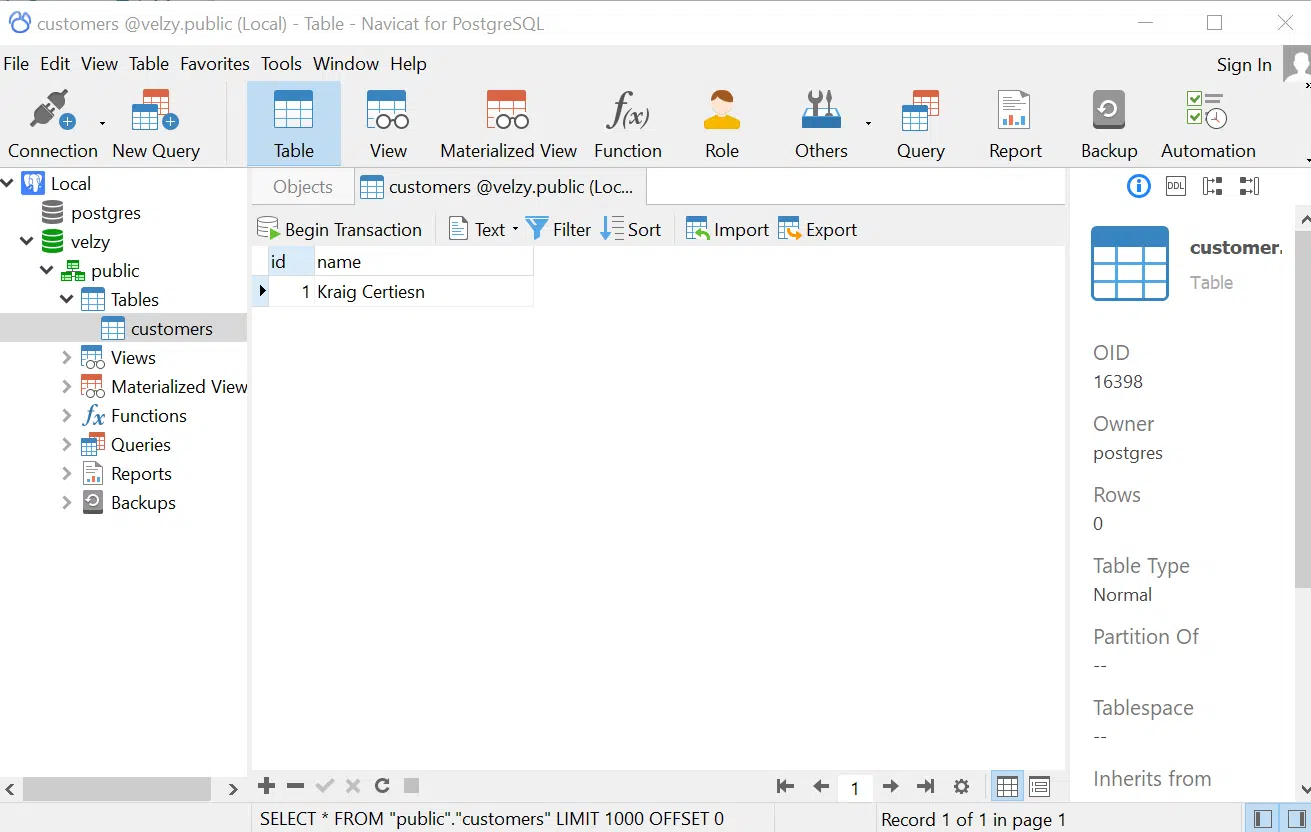 customers @velzy.public (Local) - Table - Navicat for PostgreSQL
File Edit View Table Favorites Tools Window Help
Sign In
Connection New Query Table View Materialized View Function Role Others Query Report Backup Automation
f(x)
Local
postgres
velzy
public
Tables
customers
Views
Materialized View
fx Functions
Queries
Reports
Backups
Objects customers @velzy.public (Loc...
Begin Transaction Text Filter Sort Import Export
id name
1 Kraig Certiesn
DDL
customer.
Table
OID
16398
Owner
postgres
Rows
0
Table Type
Normal
Partition Of
--
Tablespace
--
Inherits from
1
SELECT * FROM "public"."customers" LIMIT 1000 OFFSET 0
Record 1 of 1 in page 1